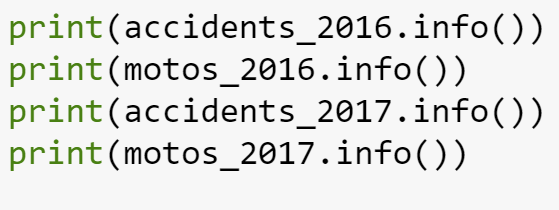 print(accidents_2016.info())
print(motos_2016.info())
print(accidents_2017.info())
print(motos_2017.info())